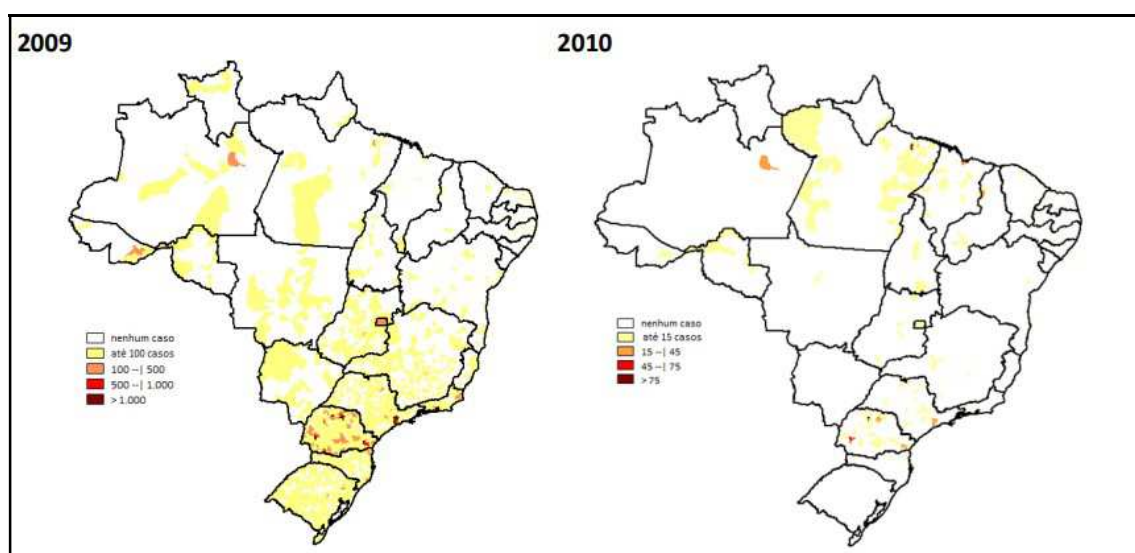 2009
2010
nenhum caso
até 100 casos
100 --| 500
500 --| 1.000
> 1.000
nenhum caso
até 15 casos
15 --| 45
45 --| 75
> 75